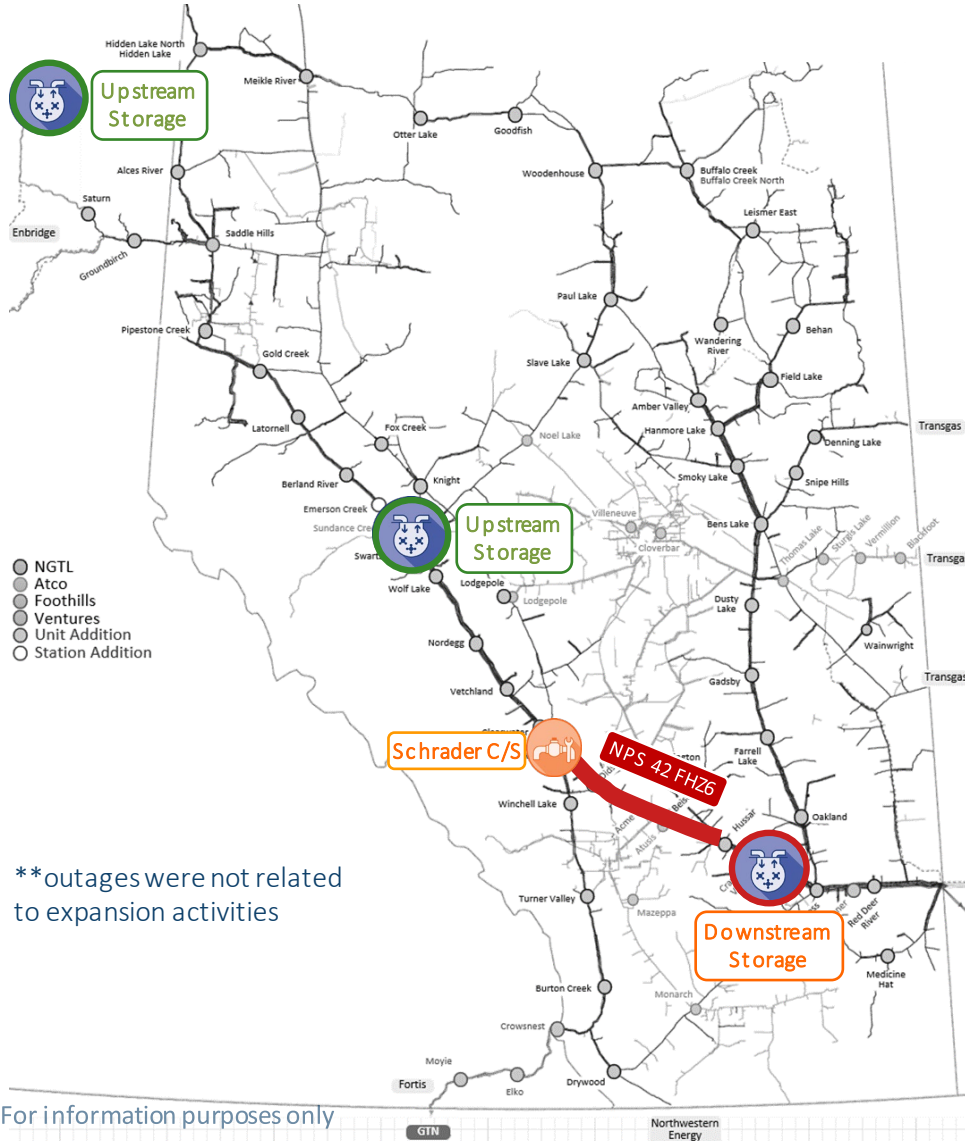 Hidden Lake North
Hidden Lake
Meikle River
Upstream
Storage
Otter Lake
Goodfish
Alces River
Woodenhouse
Buffalo Creek
Buffalo Creek North
Saturn
Leismer East
Enbridge
Saddle Hills
Groundbirch
Paul Lake
Pipestone Creek
Wandering
River
Behan
Gold Creek
Slave Lake
Field Lake
Amber Valley
Latornell
Fox Creek
Hanmore Lake
Transgas
Noel Lake
Denning Lake
Smoky Lake
Berland River
Knight
Snipe Hills
Emerson Creek
Villeneuve
Bens Lake
Upstream
Storage
Cloverbar
Thomas Lake
Sturgis Lake
Vermillion
Blackfoot
Wolf Lake
Lodgepole
Lodgepole
Dusty
Lake
NGTL
Atco
Foothills
Ventures
Unit Addition
Station Addition
Nordegg
Wainwright
Vetchland
Gadsby
Schrader C/S
NPS 42 FHZ6
Farrell
Lake
Winchell Lake
Acme
Atusis
Hussar
Oakland
**outages were not related
to expansion activities
Turner Valley
Mazeppa
Red Deer
River
Downstream
Storage
Medicine
Hat
Burton Creek
Monarch
Crowsnest
Moyie
Fortis
Elko
Drywood
For information purposes only
GTN
Northwestern
Energy